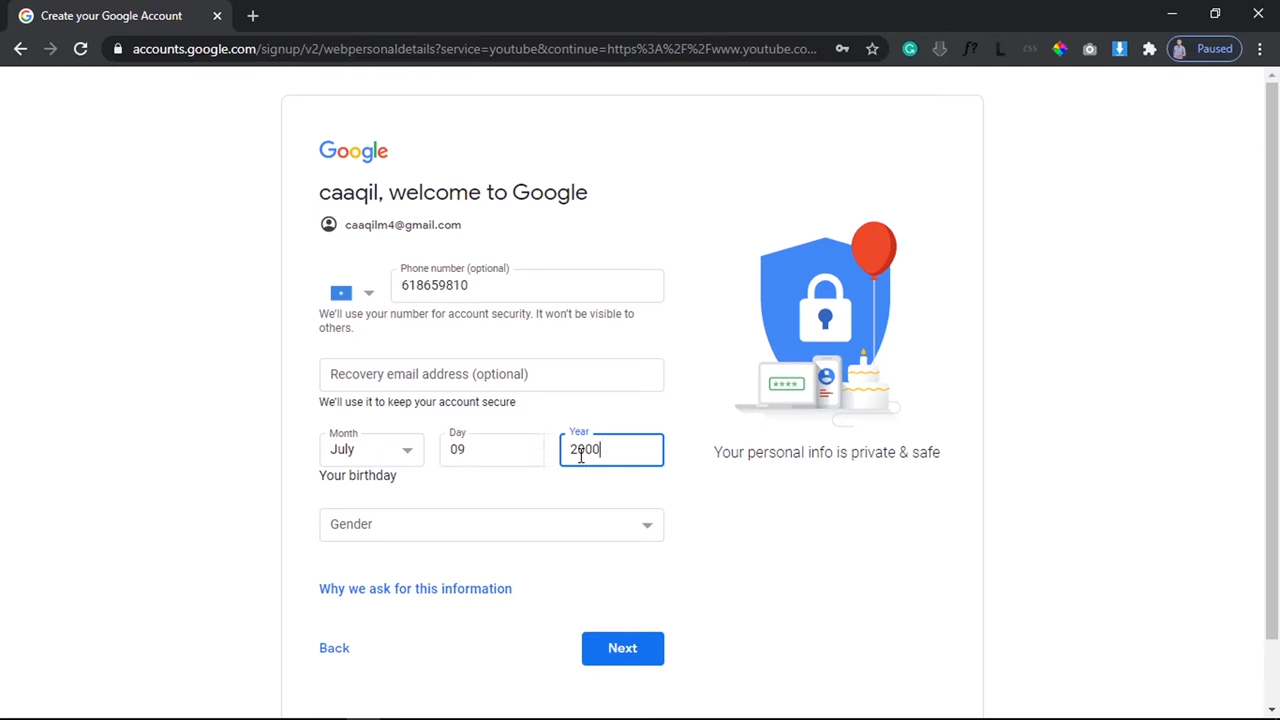 Create your Google Account
accounts.google.com/signup/v2/webpersonaldetails?service=youtube&continue=https%3A%2F%2Fwww.youtube.co...
Paused
Google
caaqil, welcome to Google
caaqilm4@gmail.com
Phone number (optional)
618659810
We'll use your number for account security. It won't be visible to
others.
Recovery email address (optional)
We'll use it to keep your account secure
Month
July
Day
09
Year
2000
Your birthday
Gender
Why we ask for this information
Back
Next
****
Your personal info is private & safe